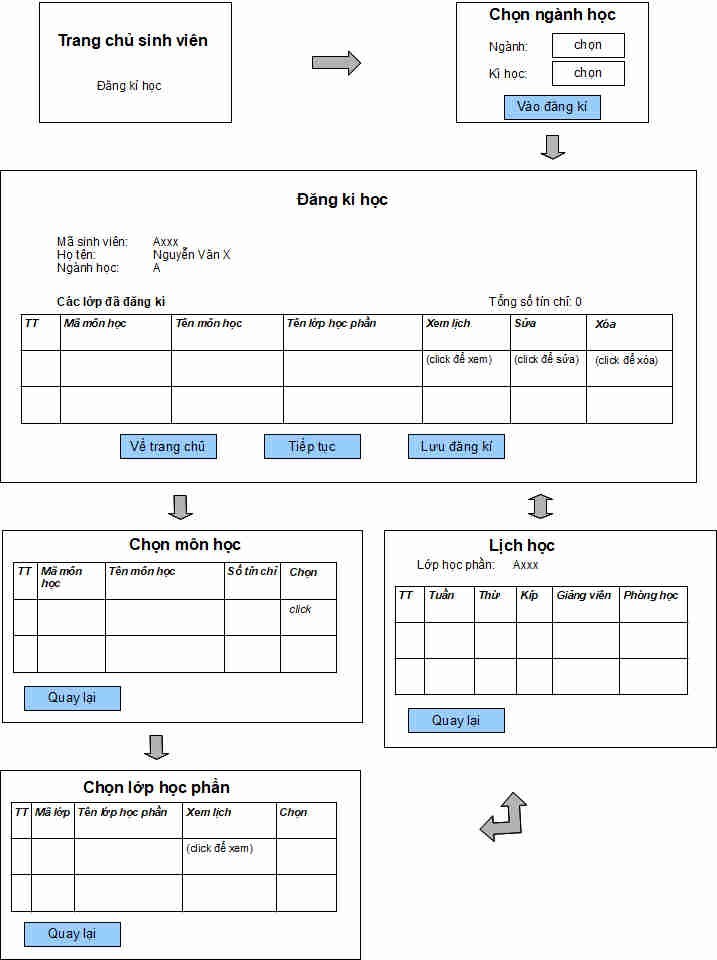 Trang chủ sinh viên
Đăng kí học
Chọn ngành học
Ngành: chọn
Kì học: chọn
Vào đăng kí
Đăng kí học
Mã sinh viên: Axxx
Họ tên: Nguyễn Văn X
Ngành học: A
Các lớp đã đăng kí Tổng số tín chỉ: 0
TT Mã môn học Tên môn học Tên lớp học phần Xem lịch Sửa Xóa
(click để xem) (click để sửa) (click để xóa)
Về trang chủ Tiếp tục Lưu đăng kí
Chọn môn học
TT Mã môn Tên môn học Số tín chỉ Chọn
học
click
Quay lại
Lịch học
Lớp học phần: Axxx
TT Tuần Thừ Kíp Giảng viên Phòng học
Quay lại
Chọn lớp học phần
TT Mã lớp Tên lớp học phần Xem lịch Chọn
(click để xem)
Quay lại